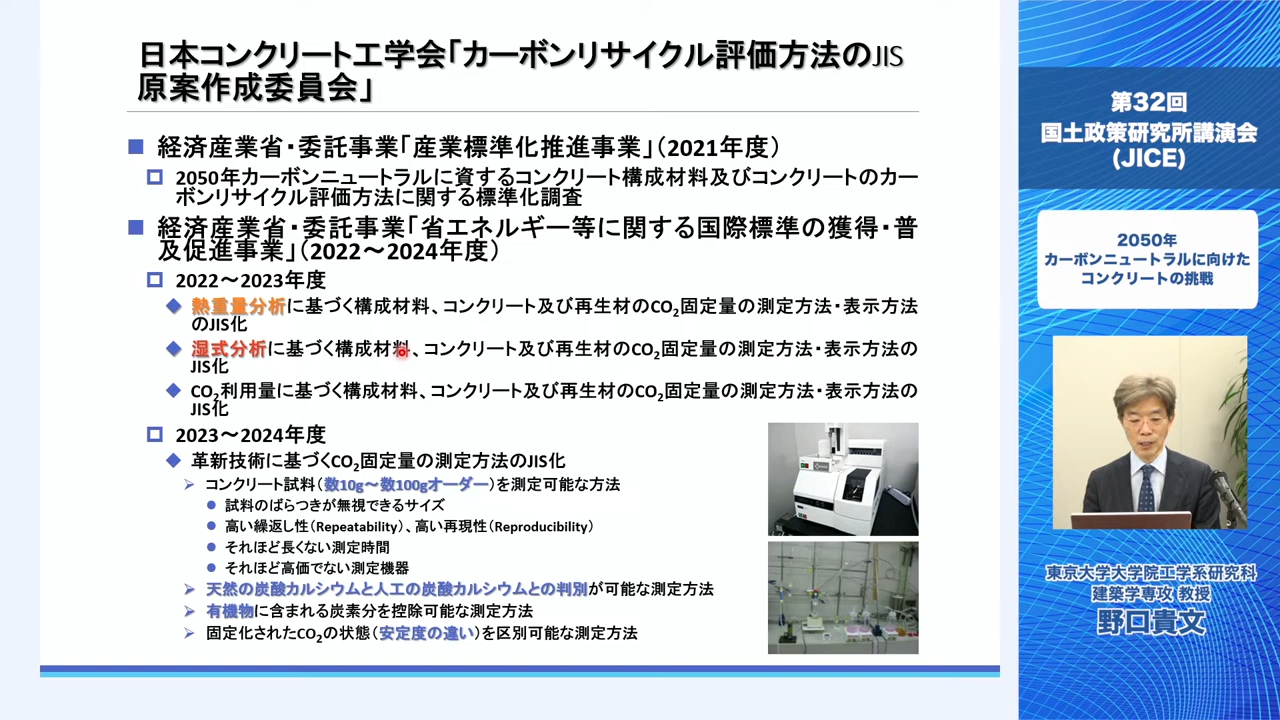 日本コンクリート工学会「カーボンリサイクル評価方法のJIS
原案作成委員会」
■ 経済産業省・委託事業「産業標準化推進事業」（2021年度）
2050年カーボンニュートラルに資するコンクリート構成材料及びコンクリートのカー
ボンリサイクル評価方法に関する標準化調査
■ 経済産業省・委託事業「省エネルギー等に関する国際標準の獲得・普
及促進事業」（2022～2024年度）
2022～2023年度
◆ 熱重量分析に基づく構成材料、コンクリート及び再生材のCO₂固定量の測定方法・表示方法
のJIS化
◆ 湿式分析に基づく構成材料、コンクリート及び再生材のCO₂固定量の測定方法・表示方法の
JIS化
◆ CO₂利用量に基づく構成材料、コンクリート及び再生材のCO₂固定量の測定方法・表示方法の
JIS化
2023～2024年度
◆ 革新技術に基づくCO₂固定量の測定方法のJIS化
➢ コンクリート試料（数10g～数100gオーダー）を測定可能な方法
● 試料のばらつきが無視できるサイズ
● 高い繰返し性（Repeatability）、高い再現性（Reproducibility）
● それほど長くない測定時間
● それほど高価でない測定機器
➢ 天然の炭酸カルシウムと人工の炭酸カルシウムとの判別が可能な測定方法
➢ 有機物に含まれる炭素分を控除可能な測定方法
➢ 固定化されたCO₂の状態（安定度の違い）を区別可能な測定方法
第32回
国土政策研究所講演会
(JICE)
2050年
カーボンニュートラルに向けた
コンクリートの挑戦
東京大学大学院工学系研究科
建築学専攻 教授
野口貴文